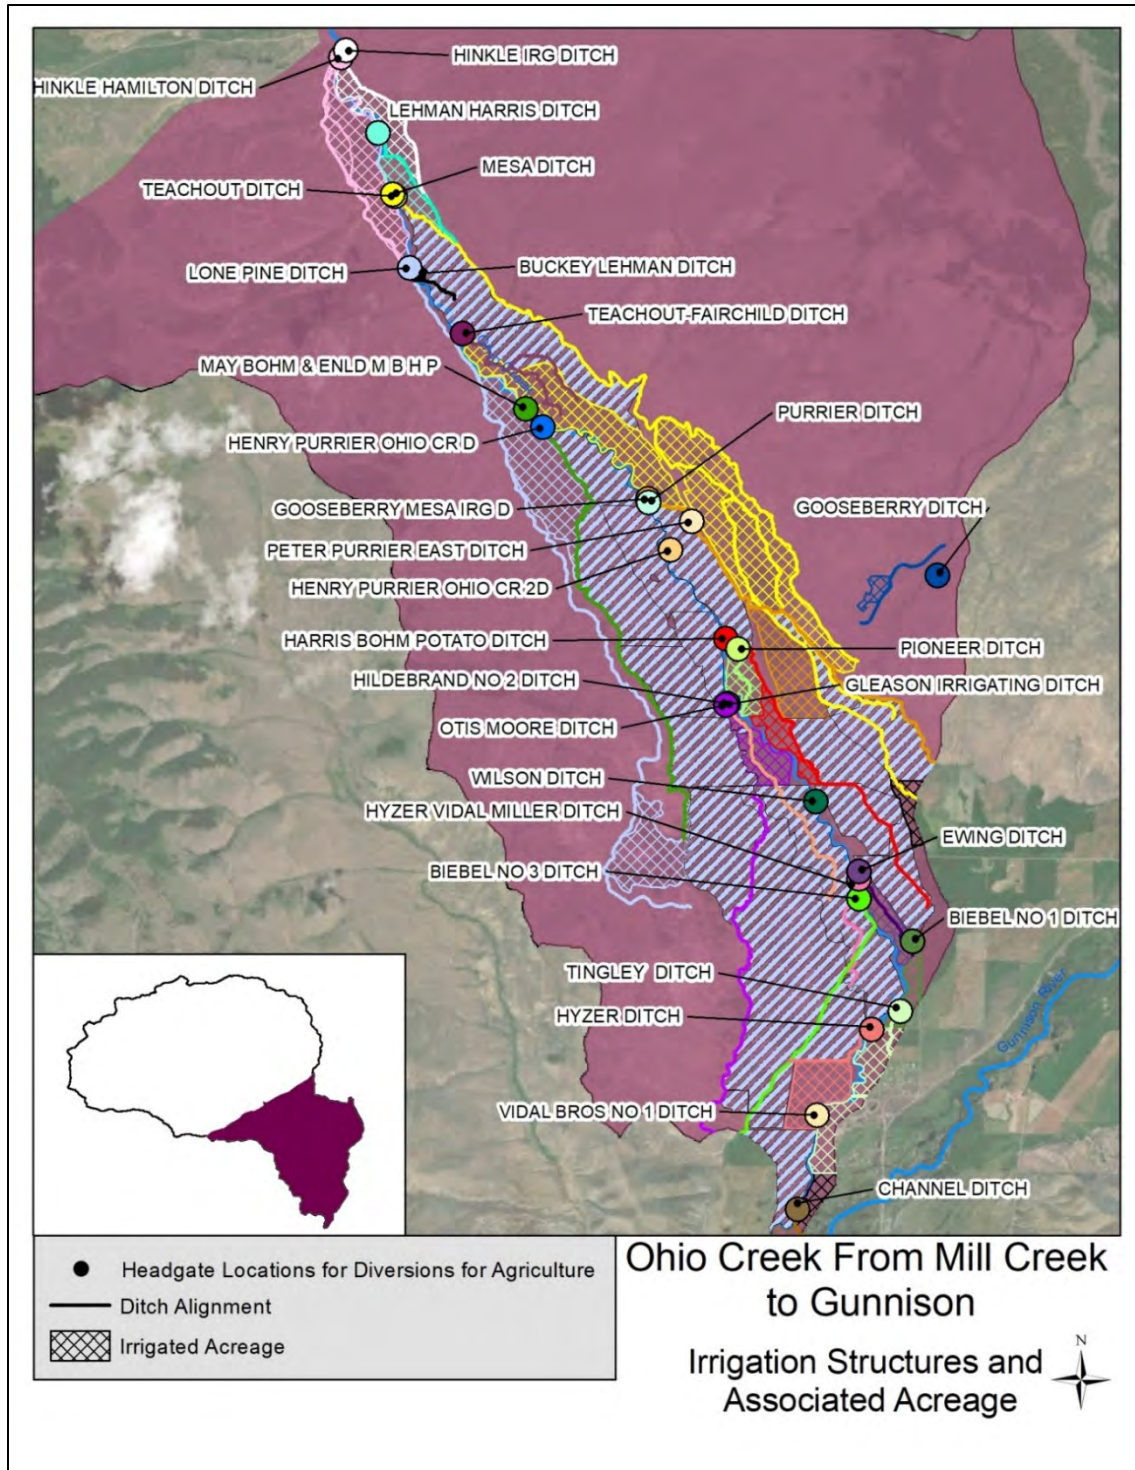 HINKLE IRG DITCH
HINKLE HAMILTON DITCH
LEHMAN HARRIS DITCH
MESA DITCH
TEACHOUT DITCH
LONE PINE DITCH
BUCKEY LEHMAN DITCH
TEACHOUT-FAIRCHILD DITCH
MAY BOHM & ENLD M B H P
PURRIER DITCH
HENRY PURRIER OHIO CR D
GOOSEBERRY MESA IRG D
GOOSEBERRY DITCH
PETER PURRIER EAST DITCH
HENRY PURRIER OHIO CR 2D
HARRIS BOHM POTATO DITCH
PIONEER DITCH
HILDEBRAND NO 2 DITCH
GLEASON IRRIGATING DITCH
OTIS MOORE DITCH
WILSON DITCH
HYZER VIDAL MILLER DITCH
EWING DITCH
BIEBEL NO 3 DITCH
BIEBEL NO 1 DITCH
TINGLEY DITCH
HYZER DITCH
Gunnison River
VIDAL BROS NO 1 DITCH
CHANNEL DITCH
Headgate Locations for Diversions for Agriculture
Ditch Alignment
Irrigated Acreage
Ohio Creek From Mill Creek
to Gunnison
Irrigation Structures and
Associated Acreage
N